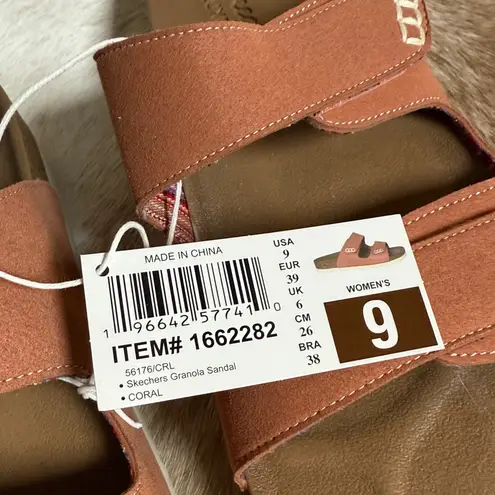 MADE IN CHINA
1 96642 57741 0
ITEM# 1662282
56176/CRL
• Skechers Granola Sandal
• CORAL
USA
9
EUR
39
UK
6
CM
26
BRA
38
WOMEN'S
9